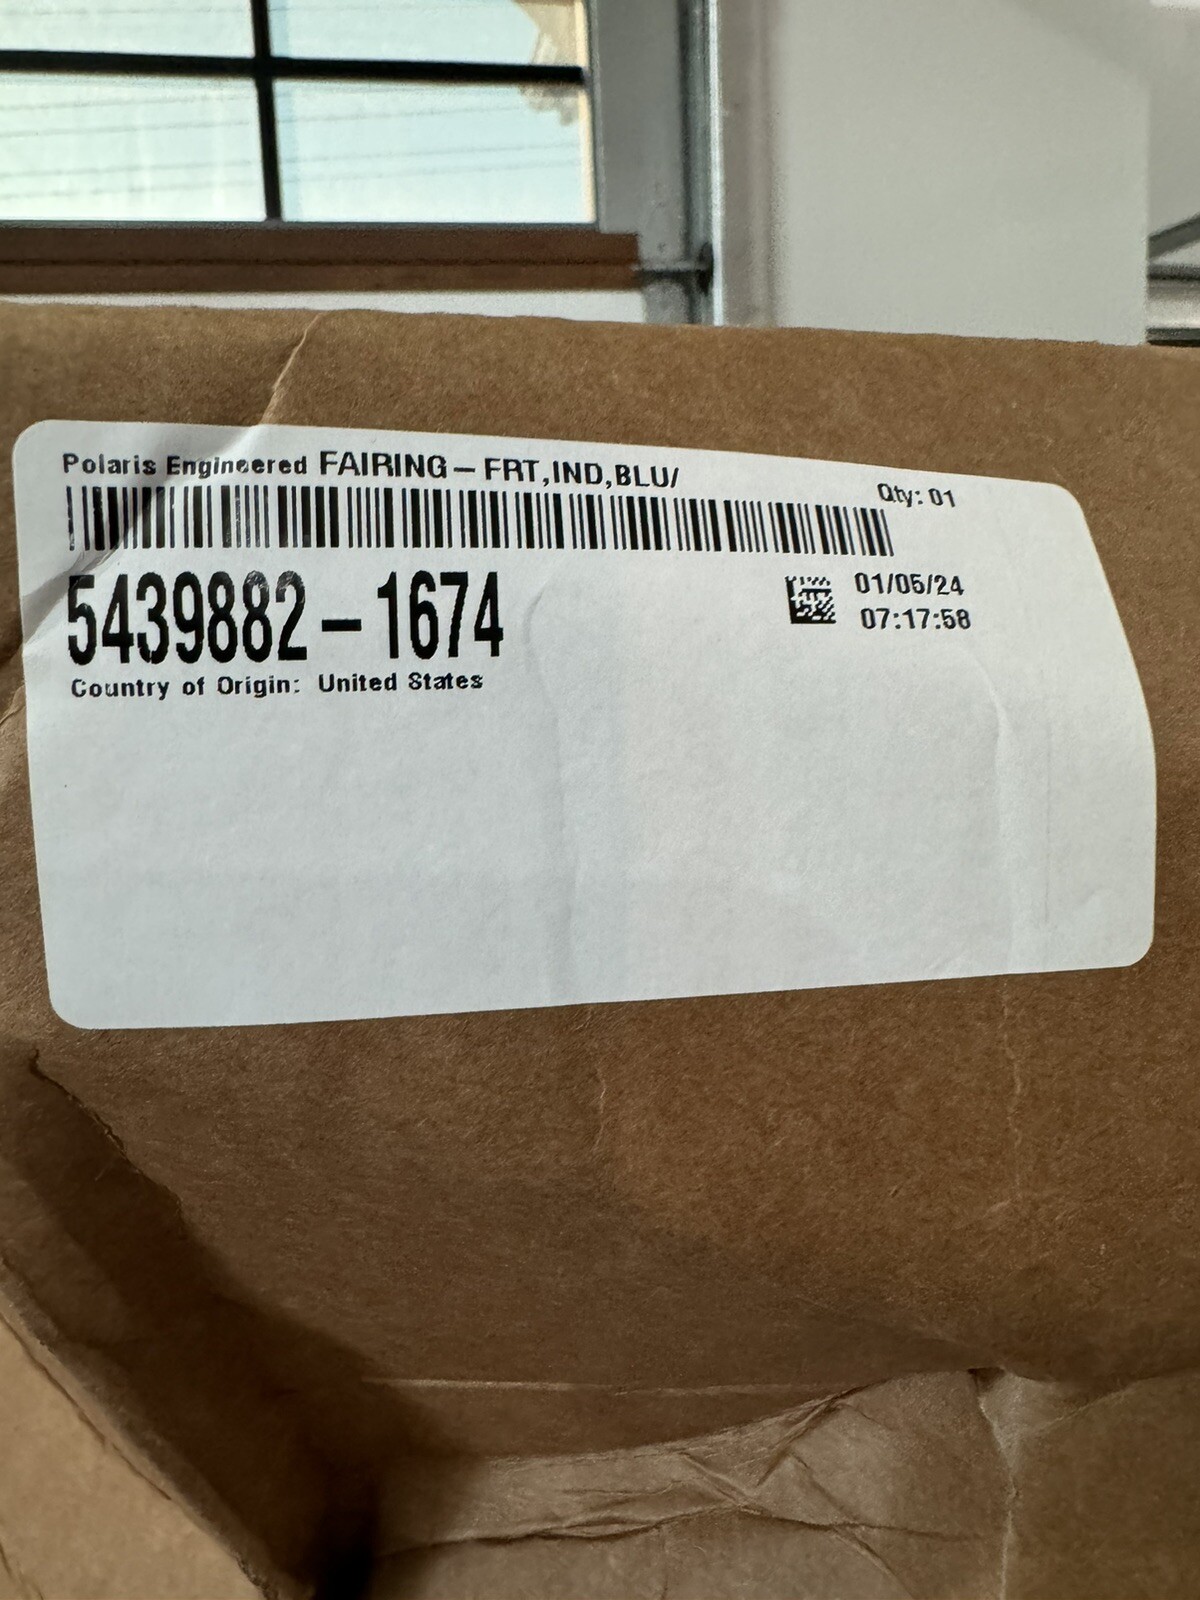 Polaris Engineered FAIRING-FRT,IND,BLU/
Qty: 01
5439882-1674
01/05/24
07:17:58
Country of Origin: United States